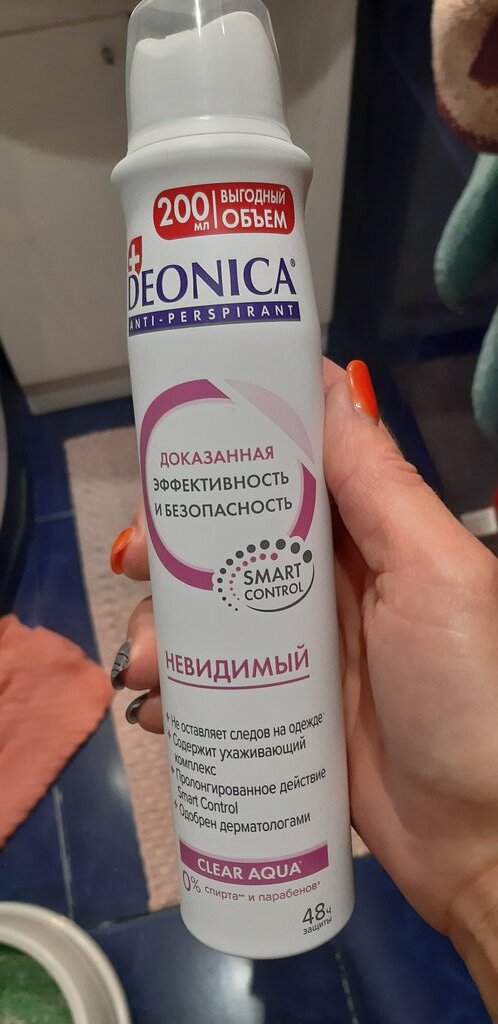 200 мл
ВЫГОДНЫЙ
ОБЪЕМ
DEONICA®
ANTI-PERSPIRANT
ДОКАЗАННАЯ
ЭФФЕКТИВНОСТЬ
И БЕЗОПАСНОСТЬ
SMART
CONTROL
НЕВИДИМЫЙ
+ Не оставляет следов на одежде*
+ Содержит ухаживающий
комплекс
+ Пролонгированное действие
Smart Control
+ Одобрен дерматологами
CLEAR AQUA*
0% спирта** и парабенов*
48ч
защиты